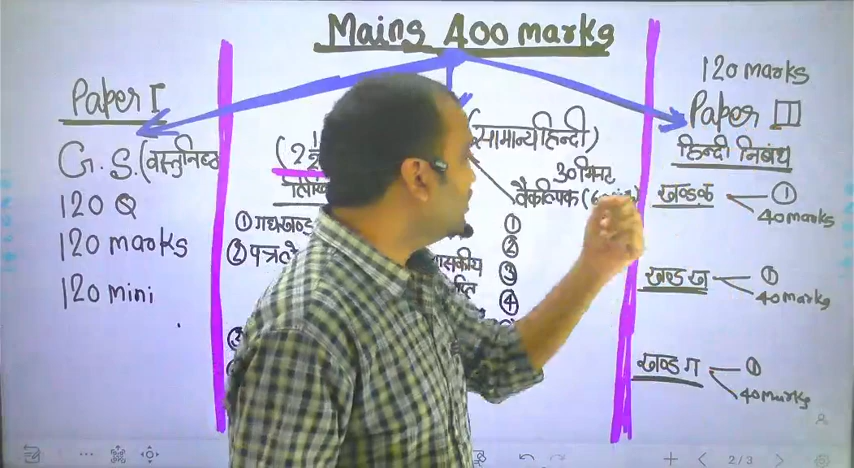 Mains 400 marks
Paper I
G. S. (वस्तुनिष्ठ
120 Q
120 marks
120 mini
(सामान्य हिन्दी)
30 मिनट
वैकल्पिक (60
① गद्यखण्ड
② पत्रले
①
②
③
④
120 marks
Paper III
हिन्दी निबंध
खण्ड क
①
40 marks
खण्ड ख
①
40 marks
खण्ड ग
①
40 marks
2/3